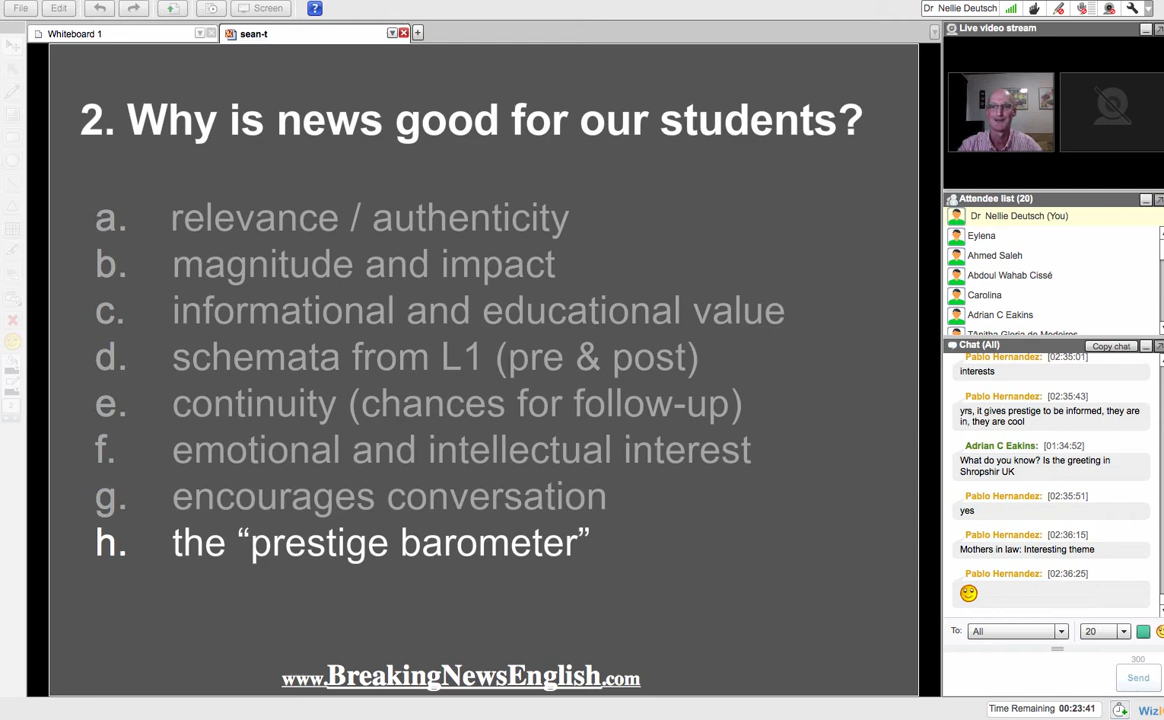 File
Edit
Screen
?
Dr Nellie Deutsch
Whiteboard 1
sean-t
2. Why is news good for our students?
a. relevance / authenticity
b. magnitude and impact
c. informational and educational value
d. schemata from L1 (pre & post)
e. continuity (chances for follow-up)
f. emotional and intellectual interest
g. encourages conversation
h. the “prestige barometer”
www.BreakingNewsEnglish.com
Live video stream
Attendee list (20)
Dr Nellie Deutsch (You)
Eylena
Ahmed Saleh
Abdoul Wahab Cissé
Carolina
Adrian C Eakins
Chat (All)
Copy chat
Pablo Hernandez: [02:35:01]
interests
Pablo Hernandez: [02:35:43]
yrs, it gives prestige to be informed, they are
in, they are cool
Adrian C Eakins: [01:34:52]
What do you know? Is the greeting in
Shropshir UK
Pablo Hernandez: [02:35:51]
yes
Pablo Hernandez: [02:36:15]
Mothers in law: Interesting theme
Pablo Hernandez: [02:36:25]
To: All 20
300
Send
Time Remaining 00:23:41